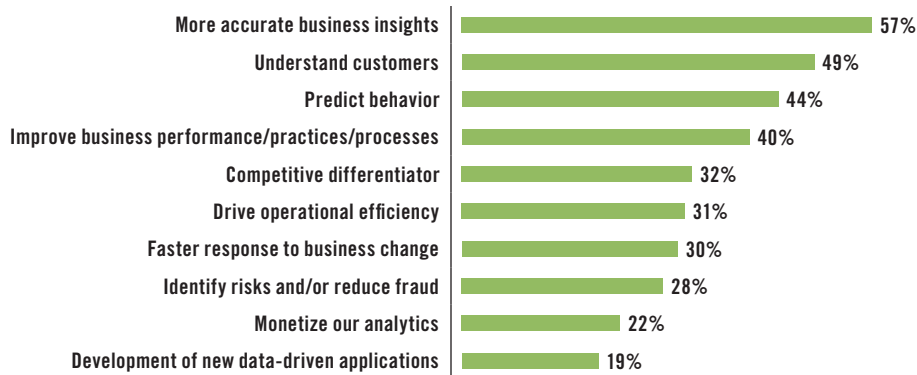 More accurate business insights 57%
Understand customers 49%
Predict behavior 44%
Improve business performance/practices/processes 40%
Competitive differentiator 32%
Drive operational efficiency 31%
Faster response to business change 30%
Identify risks and/or reduce fraud 28%
Monetize our analytics 22%
Development of new data-driven applications 19%